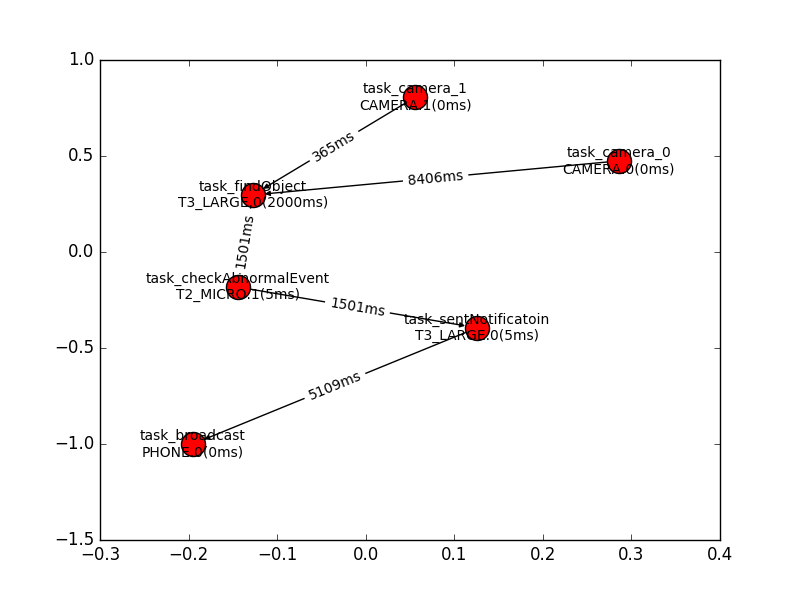 1.0
0.5
0.0
−0.5
−1.0
−1.5
−0.3
−0.2
−0.1
0.0
0.1
0.2
0.3
0.4
task_camera_1
CAMERA.1(0ms)
365ms
task_camera_0
CAMERA.0(0ms)
8406ms
task_findObject
T3_LARGE.0(2000ms)
1501ms
task_checkAbnormalEvent
T2_MICRO.1(5ms)
1501ms
task_sentNotificatoin
T3_LARGE.0(5ms)
5109ms
task_broadcast
PHONE.0(0ms)